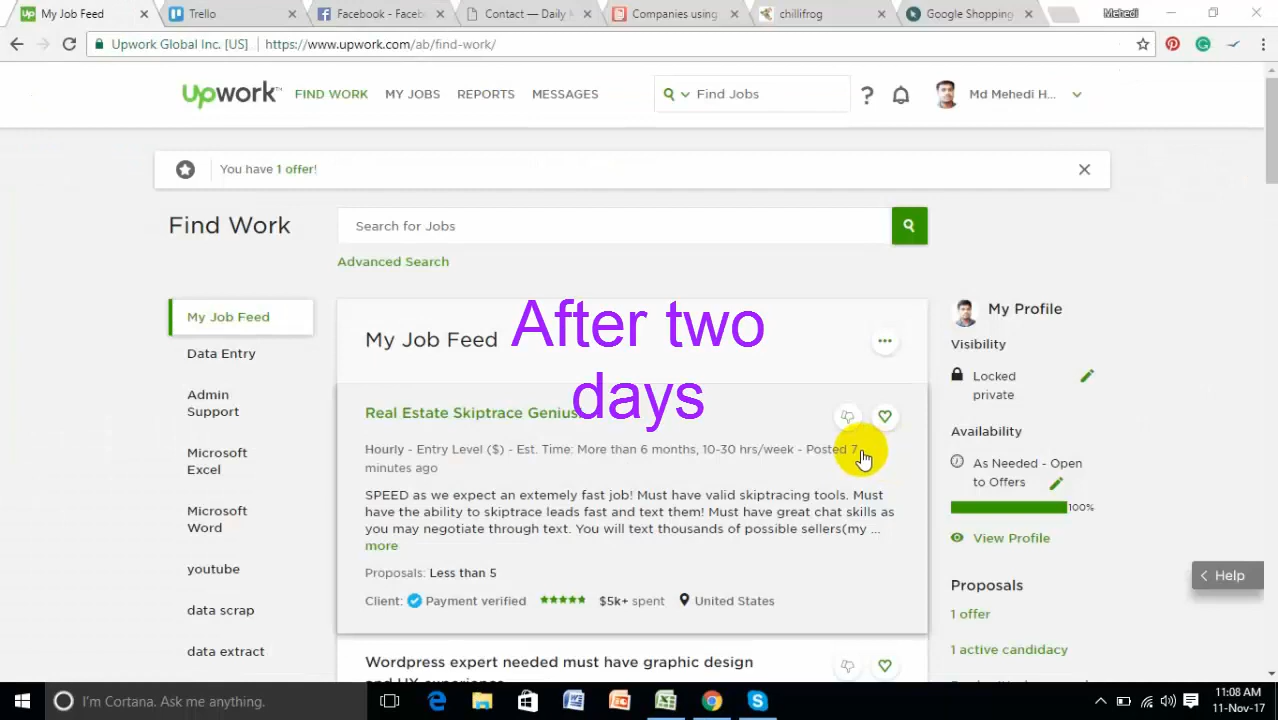 My Job Feed
Trello
Facebook - Faceb
Contact — Daily M
Companies using
chillifrog
Google Shopping
Mehedi
Upwork Global Inc. [US]
https://www.upwork.com/ab/find-work/
upwork
FIND WORK
MY JOBS
REPORTS
MESSAGES
Find Jobs
?
Md Mehedi H...
You have 1 offer!
Find Work
Search for Jobs
Advanced Search
My Job Feed
Data Entry
Admin
Support
Microsoft
Excel
Microsoft
Word
youtube
data scrap
data extract
My Job Feed
After two
days
Real Estate Skiptrace Genius
Hourly - Entry Level ($) - Est. Time: More than 6 months, 10-30 hrs/week - Posted 7
minutes ago
SPEED as we expect an extemely fast job! Must have valid skiptracing tools. Must
have the ability to skiptrace leads fast and text them! Must have great chat skills as
you may negotiate through text. You will text thousands of possible sellers(my ...
more
Proposals: Less than 5
Client: Payment verified $5k+ spent United States
Wordpress expert needed must have graphic design
My Profile
Visibility
Locked
private
Availability
As Needed - Open
to Offers
100%
View Profile
Proposals
1 offer
1 active candidacy
Help
I'm Cortana. Ask me anything.
11:08 AM
11-Nov-17